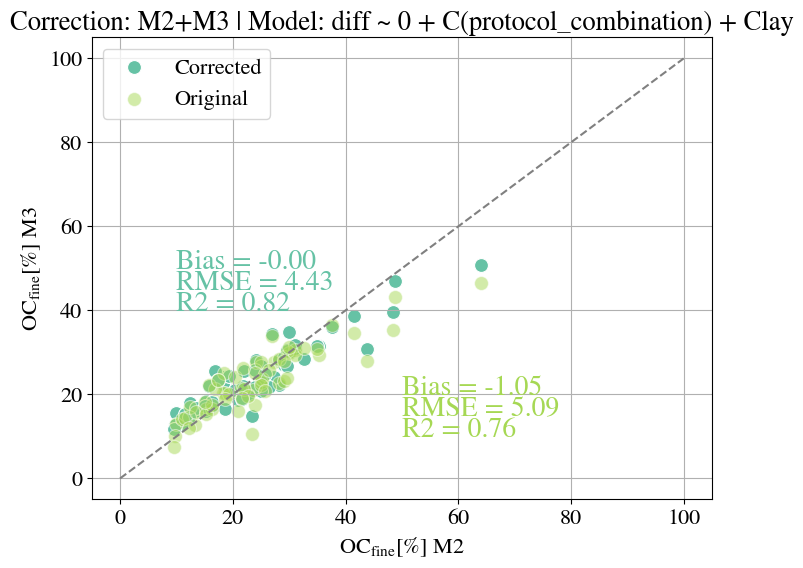 Correction: M2+M3 | Model: diff ~ 0 + C(protocol_combination) + Clay
100
80
60
40
20
0
OCfine[%] M3
Corrected
Original
Bias = -0.00
RMSE = 4.43
R2 = 0.82
Bias = -1.05
RMSE = 5.09
R2 = 0.76
0 20 40 60 80 100
OCfine[%] M2